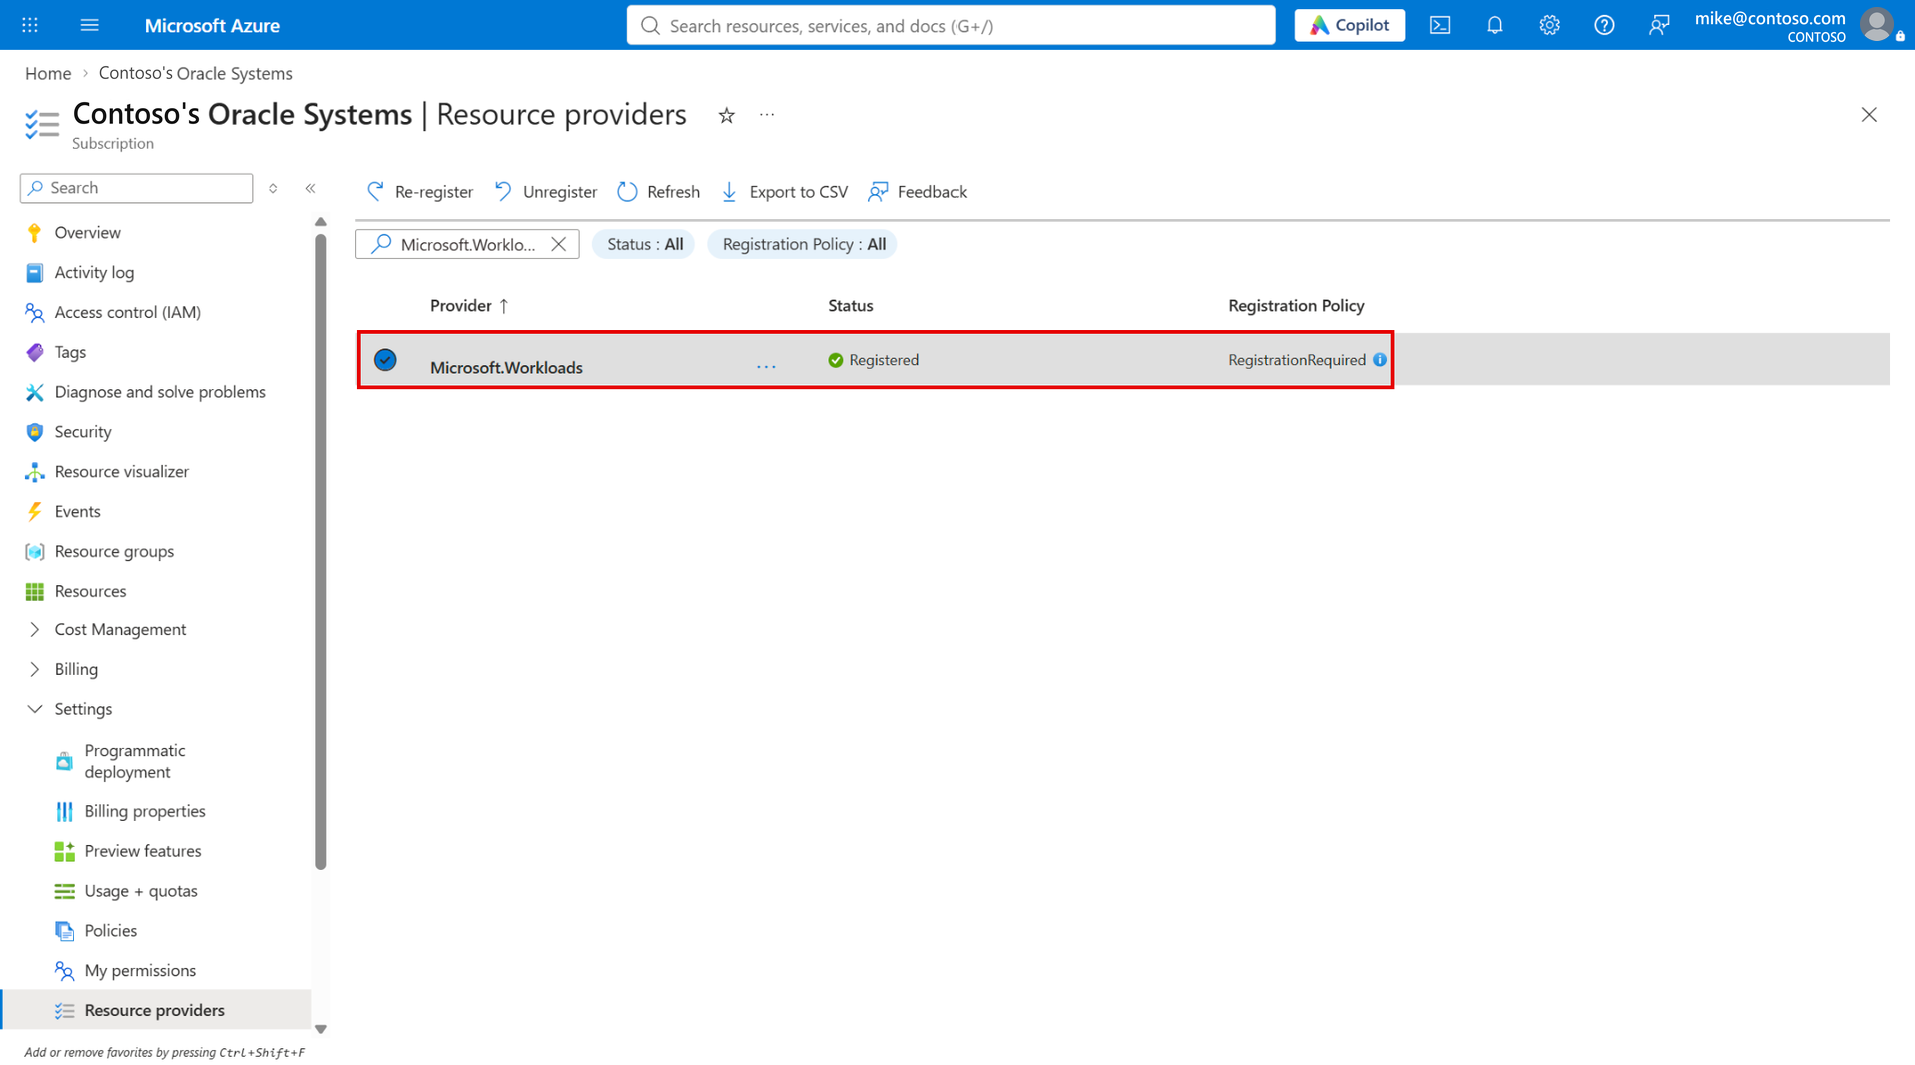 Microsoft Azure
Search resources, services, and docs (G+/)
Copilot
mike@contoso.com
CONTOSO
Home > Contoso's Oracle Systems
Contoso's Oracle Systems | Resource providers
Subscription
Search
Re-register
Unregister
Refresh
Export to CSV
Feedback
Microsoft.Worklo...
Status : All
Registration Policy : All
Provider ↑
Status
Registration Policy
Microsoft.Workloads
...
Registered
RegistrationRequired
Overview
Activity log
Access control (IAM)
Tags
Diagnose and solve problems
Security
Resource visualizer
Events
Resource groups
Resources
Cost Management
Billing
Settings
Programmatic
deployment
Billing properties
Preview features
Usage + quotas
Policies
My permissions
Resource providers
Add or remove favorites by pressing Ctrl+Shift+F